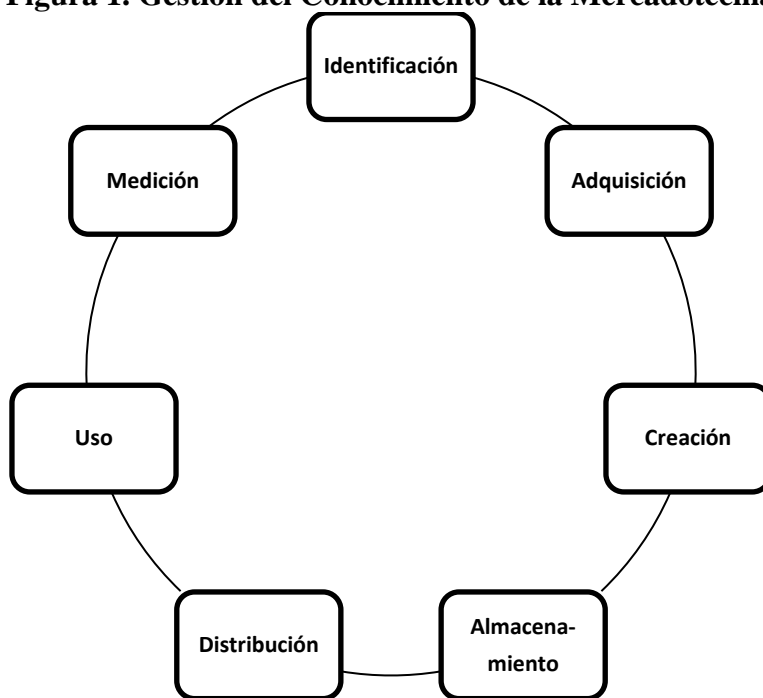 Figura 1. Gestión del Conocimiento de la Mercadotecnia
Identificación
Adquisición
Creación
Almacena-
miento
Distribución
Uso
Medición